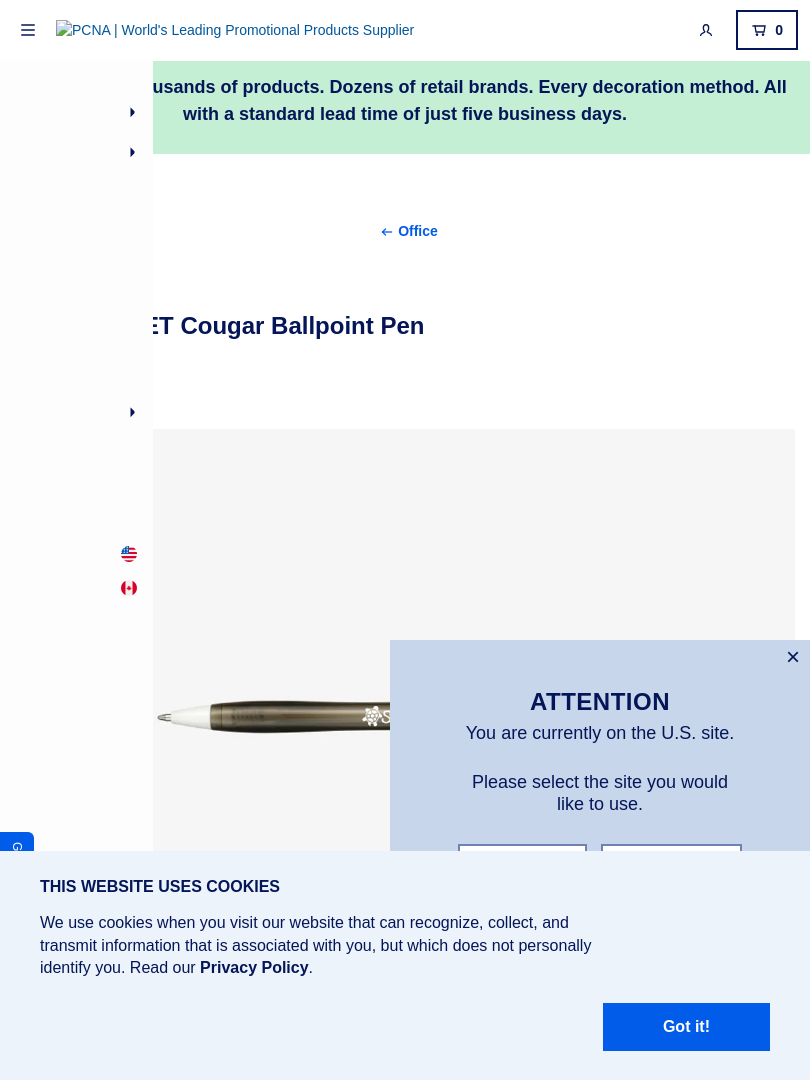 PCNA | World's Leading Promotional Products Supplier
0
of products. Dozens of retail brands. Every decoration method. All
with a standard lead time of just five business days.
← Office
Cougar Ballpoint Pen
×
ATTENTION
You are currently on the U.S. site.
Please select the site you would
like to use.
G
THIS WEBSITE USES COOKIES
We use cookies when you visit our website that can recognize, collect, and
transmit information that is associated with you, but which does not personally
identify you. Read our Privacy Policy.
Got it!